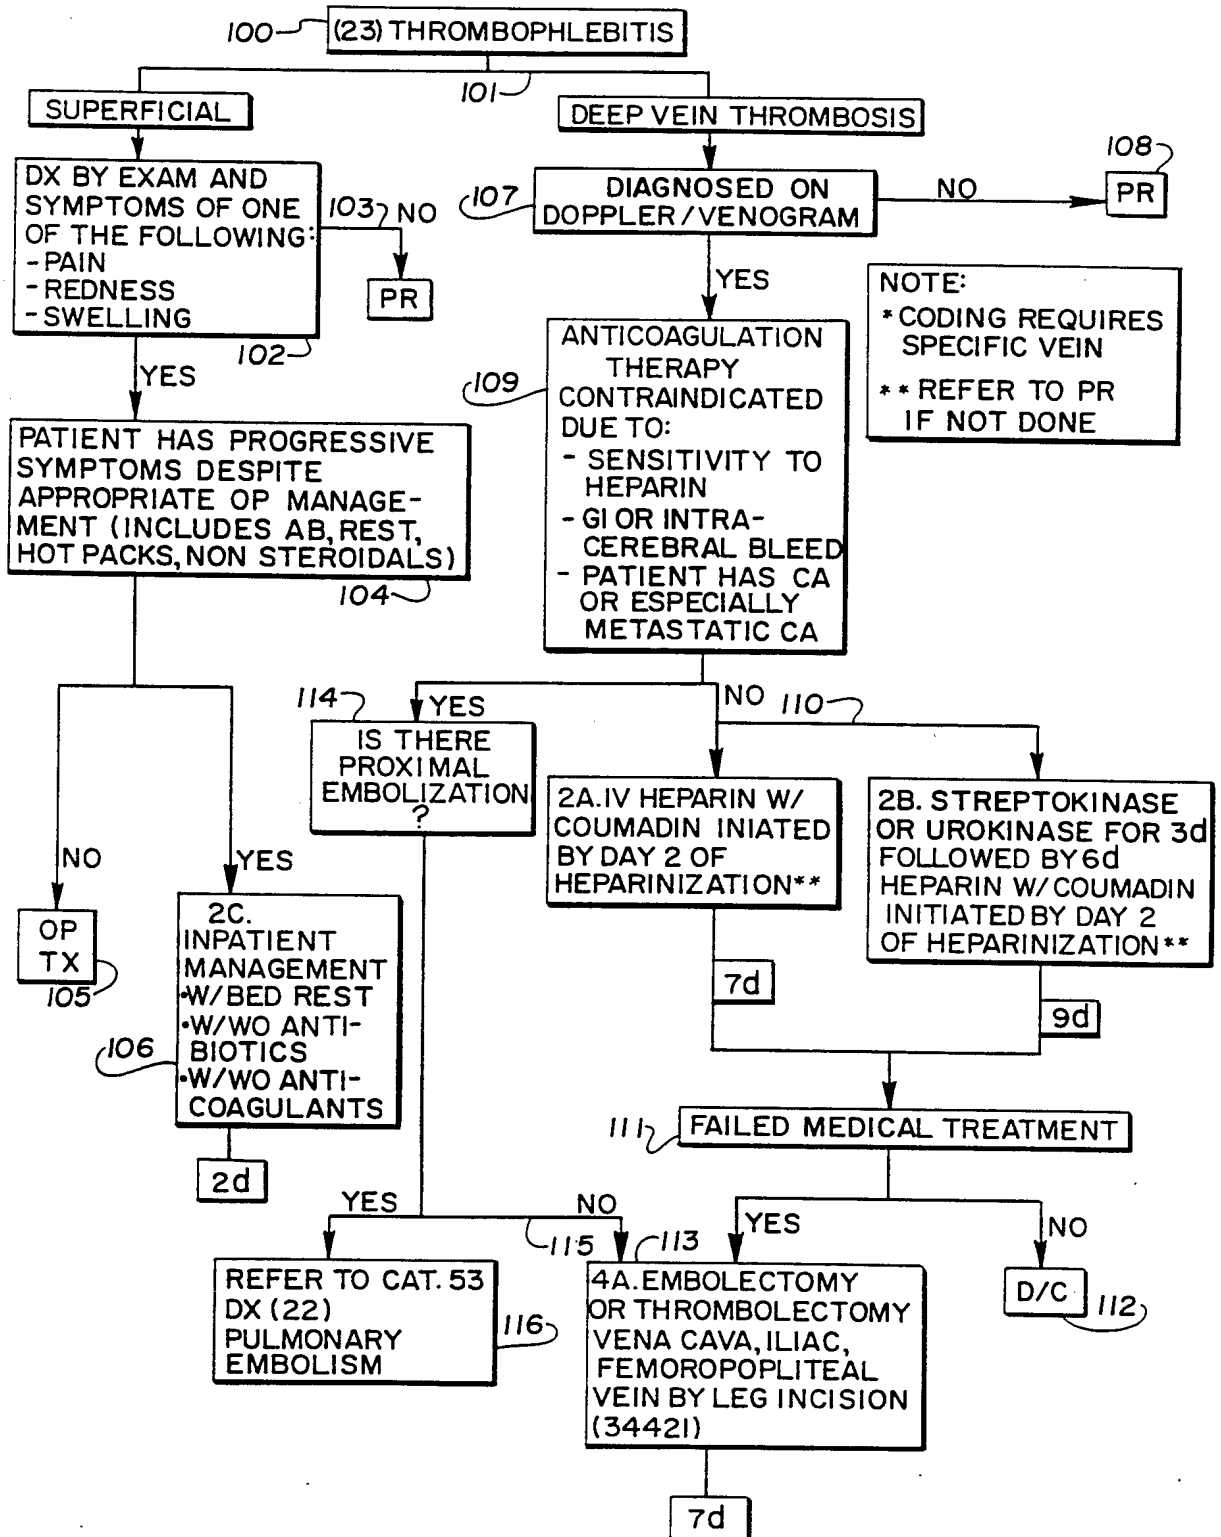 100
(23) THROMBOPHLEBITIS
101
SUPERFICIAL
DEEP VEIN THROMBOSIS
DX BY EXAM AND
SYMPTOMS OF ONE
OF THE FOLLOWING:
- PAIN
- REDNESS
- SWELLING
102
103 NO
PR
107
DIAGNOSED ON
DOPPLER/VENOGRAM
NO
108
PR
YES
YES
NOTE:
* CODING REQUIRES
SPECIFIC VEIN
** REFER TO PR
IF NOT DONE
PATIENT HAS PROGRESSIVE
SYMPTOMS DESPITE
APPROPRIATE OP MANAGE-
MENT (INCLUDES AB, REST,
HOT PACKS, NON STEROIDALS)
104
109
ANTICOAGULATION
THERAPY
CONTRAINDICATED
DUE TO:
- SENSITIVITY TO
HEPARIN
- GI OR INTRA-
CEREBRAL BLEED
- PATIENT HAS CA
OR ESPECIALLY
METASTATIC CA
NO
OP
TX
105
YES
2C.
INPATIENT
MANAGEMENT
•W/BED REST
•W/WO ANTI-
BIOTICS
•W/WO ANTI-
COAGULANTS
106
2d
114
YES
IS THERE
PROXIMAL
EMBOLIZATION
?
NO
110
2A. IV HEPARIN W/
COUMADIN INIATED
BY DAY 2 OF
HEPARINIZATION**
7d
2B. STREPTOKINASE
OR UROKINASE FOR 3d
FOLLOWED BY 6d
HEPARIN W/COUMADIN
INITIATED BY DAY 2
OF HEPARINIZATION**
9d
111
FAILED MEDICAL TREATMENT
YES
NO
115
REFER TO CAT. 53
DX (22)
PULMONARY
EMBOLISM
116
113
YES
4A. EMBOLECTOMY
OR THROMBOLECTOMY
VENA CAVA, ILIAC,
FEMOROPOPLITEAL
VEIN BY LEG INCISION
(34421)
7d
NO
D/C
112